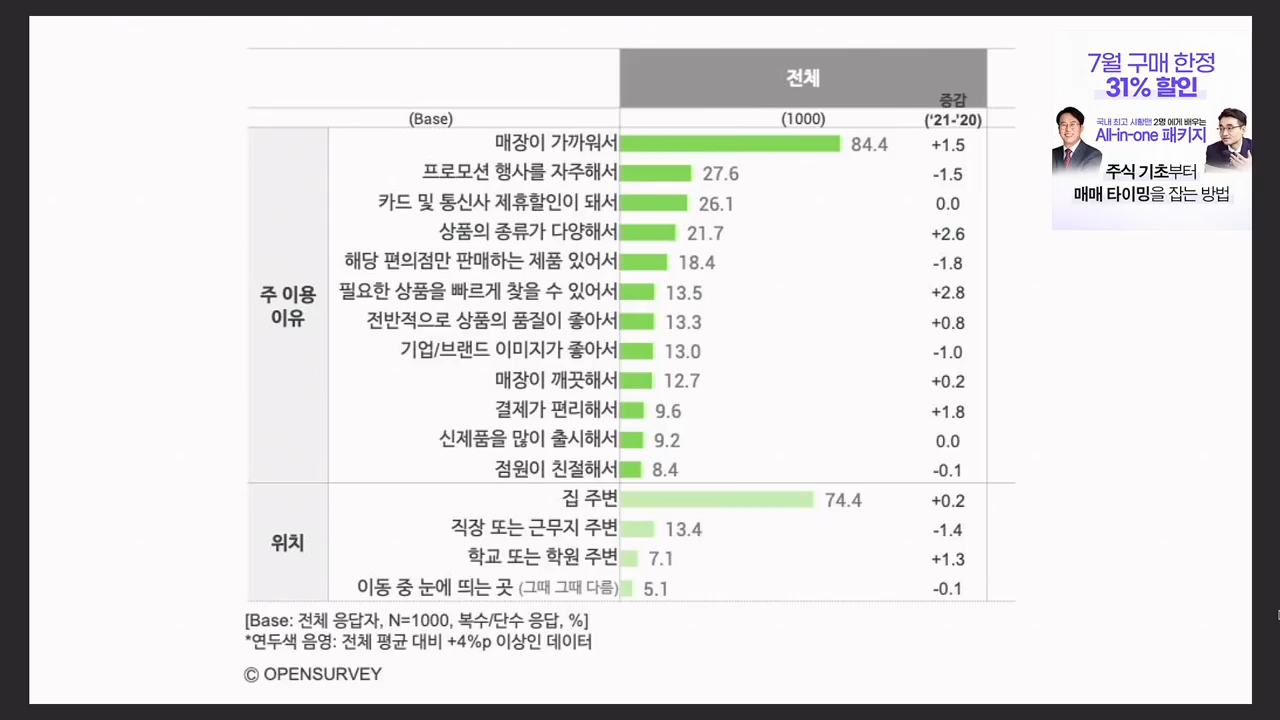 전체
증감
(Base) (1000) ('21-'20)
매장이 가까워서 84.4 +1.5
프로모션 행사를 자주해서 27.6 -1.5
카드 및 통신사 제휴할인이 돼서 26.1 0.0
상품의 종류가 다양해서 21.7 +2.6
해당 편의점만 판매하는 제품 있어서 18.4 -1.8
주 이용
이유
필요한 상품을 빠르게 찾을 수 있어서 13.5 +2.8
전반적으로 상품의 품질이 좋아서 13.3 +0.8
기업/브랜드 이미지가 좋아서 13.0 -1.0
매장이 깨끗해서 12.7 +0.2
결제가 편리해서 9.6 +1.8
신제품을 많이 출시해서 9.2 0.0
점원이 친절해서 8.4 -0.1
집 주변 74.4 +0.2
직장 또는 근무지 주변 13.4 -1.4
위치
학교 또는 학원 주변 7.1 +1.3
이동 중 눈에 띄는 곳 (그때 그때 다름) 5.1 -0.1
[Base: 전체 응답자, N=1000, 복수/단수 응답, %]
*연두색 음영: 전체 평균 대비 +4%p 이상인 데이터
© OPENSURVEY
7월 구매 한정
31% 할인
국내 최고 시황맨 2명 에게 배우는
All-in-one 패키지
주식 기초부터
매매 타이밍을 잡는 방법